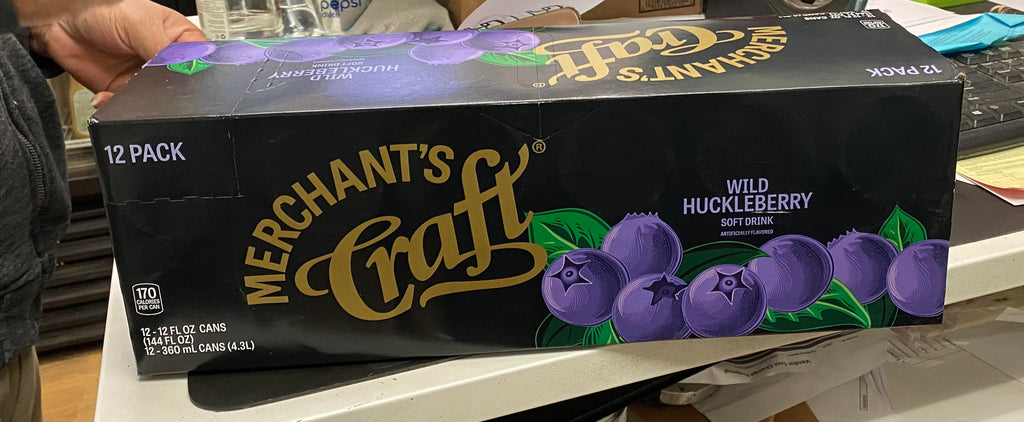 pepsi
WILD
HUCKLEBERRY
SOFT DRINK
MERCHANT'S
Craft
®
12 PACK
12 PACK
MERCHANT'S
Craft
®
WILD
HUCKLEBERRY
SOFT DRINK
ARTIFICIALLY FLAVORED
170
CALORIES
PER CAN
12 - 12 FL OZ CANS
(144 FL OZ)
12 - 360 mL CANS (4.3L)